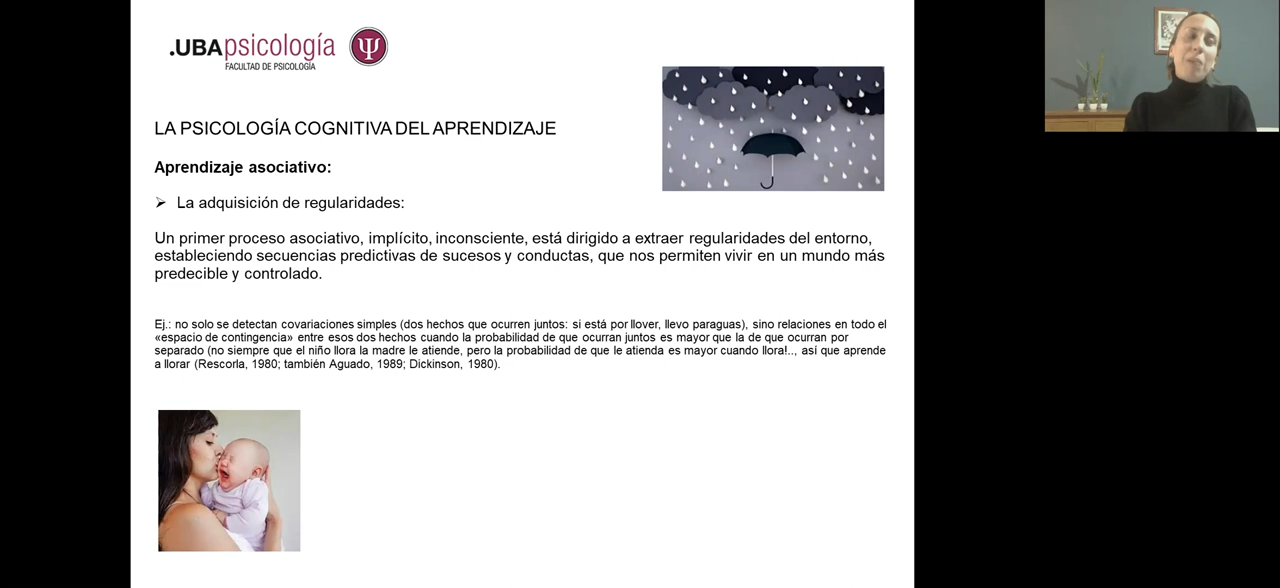 .UBApsicología
FACULTAD DE PSICOLOGÍA
LA PSICOLOGÍA COGNITIVA DEL APRENDIZAJE
Aprendizaje asociativo:
➢ La adquisición de regularidades:
Un primer proceso asociativo, implícito, inconsciente, está dirigido a extraer regularidades del entorno,
estableciendo secuencias predictivas de sucesos y conductas, que nos permiten vivir en un mundo más
predecible y controlado.
Ej.: no solo se detectan covariaciones simples (dos hechos que ocurren juntos: si está por llover, llevo paraguas), sino relaciones en todo el
«espacio de contingencia» entre esos dos hechos cuando la probabilidad de que ocurran juntos es mayor que la de que ocurran por
separado (no siempre que el niño llora la madre le atiende, pero la probabilidad de que le atienda es mayor cuando llora!.., así que aprende
a llorar (Rescorla, 1980; también Aguado, 1989; Dickinson, 1980).